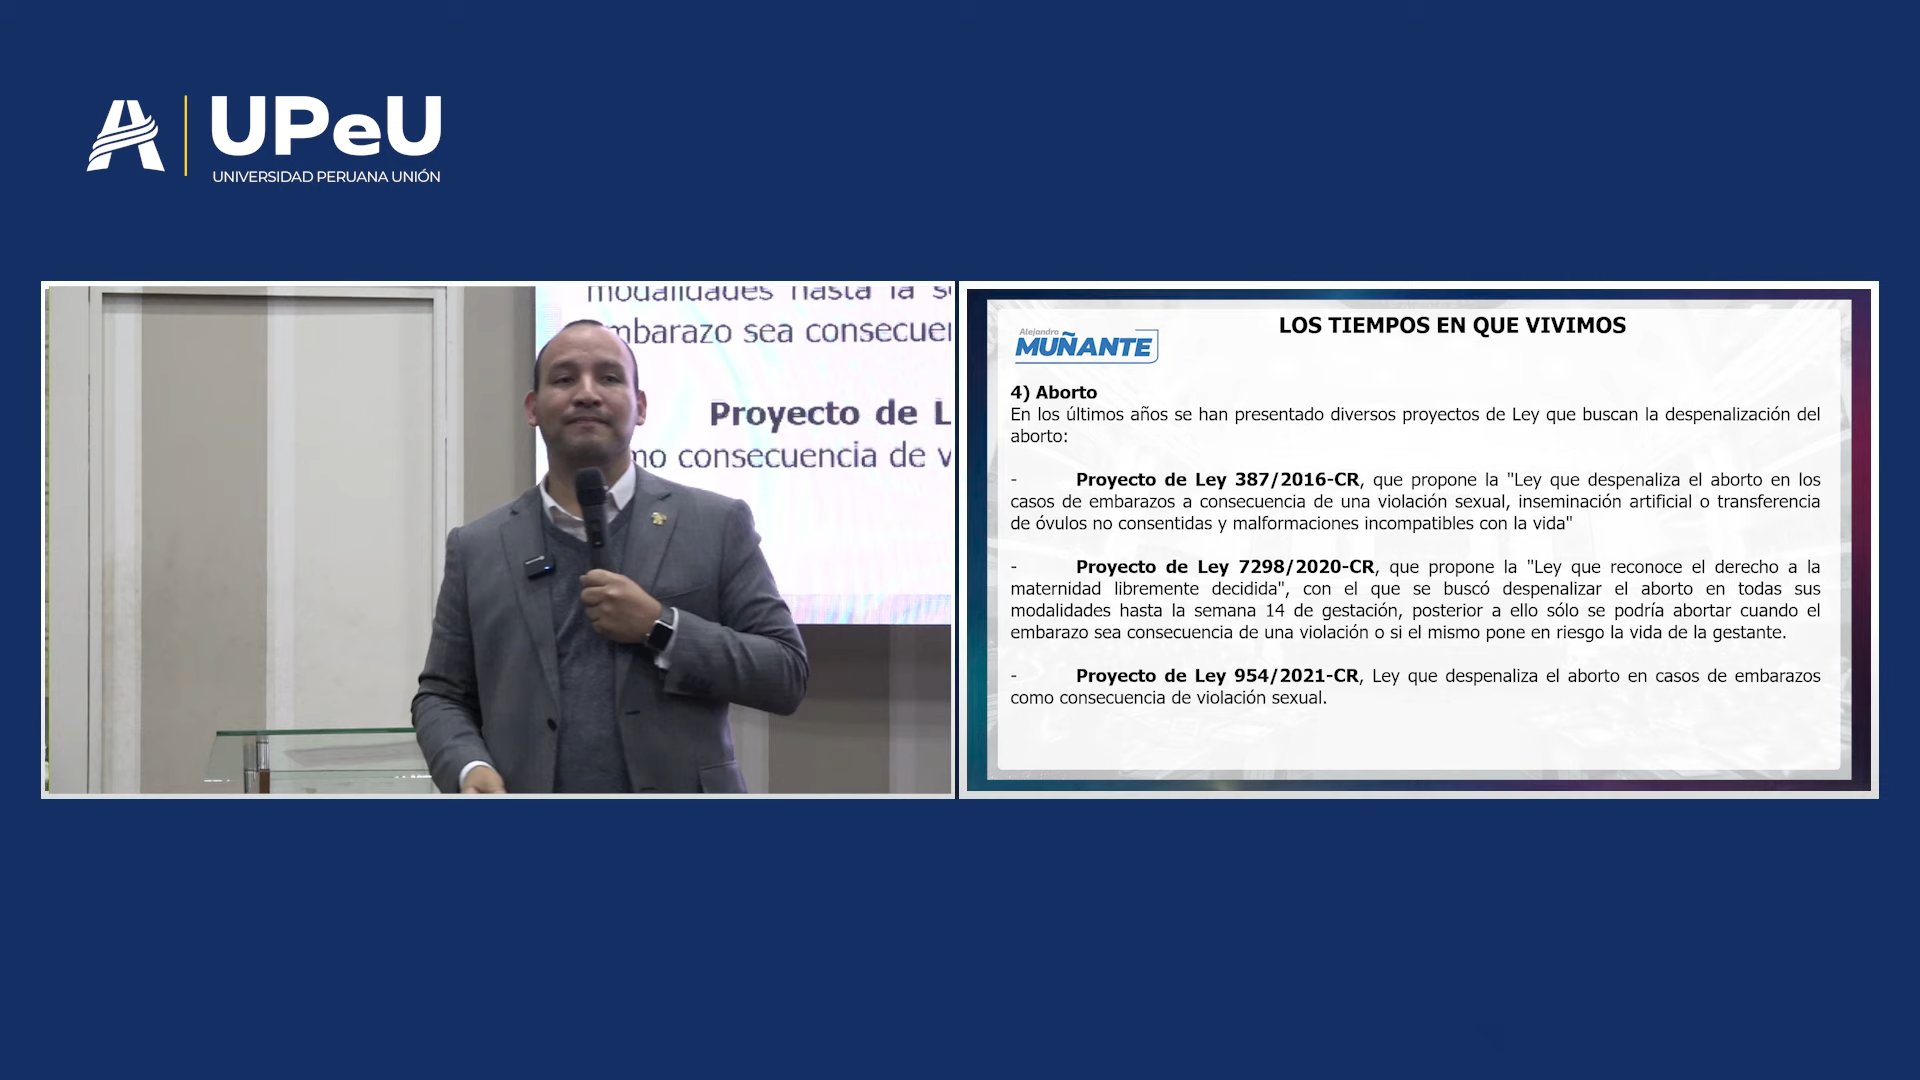 UPeU
UNIVERSIDAD PERUANA UNIÓN
modalidades hasta la s
mbarazo sea consecuen
Proyecto de L
mo consecuencia de v
LOS TIEMPOS EN QUE VIVIMOS
Alejandro
MUÑANTE
4) Aborto
En los últimos años se han presentado diversos proyectos de Ley que buscan la despenalización del
aborto:
- Proyecto de Ley 387/2016-CR, que propone la "Ley que despenaliza el aborto en los
casos de embarazos a consecuencia de una violación sexual, inseminación artificial o transferencia
de óvulos no consentidas y malformaciones incompatibles con la vida"
- Proyecto de Ley 7298/2020-CR, que propone la "Ley que reconoce el derecho a la
maternidad libremente decidida", con el que se buscó despenalizar el aborto en todas sus
modalidades hasta la semana 14 de gestación, posterior a ello sólo se podría abortar cuando el
embarazo sea consecuencia de una violación o si el mismo pone en riesgo la vida de la gestante.
- Proyecto de Ley 954/2021-CR, Ley que despenaliza el aborto en casos de embarazos
como consecuencia de violación sexual.